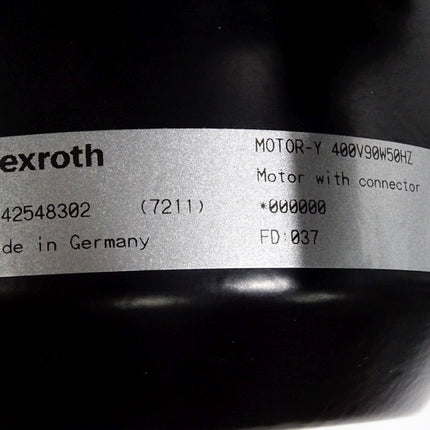 exroth
MOTOR-Y 400V90W50HZ
Motor with connector
42548302 (7211) *000000
de in Germany FD:037